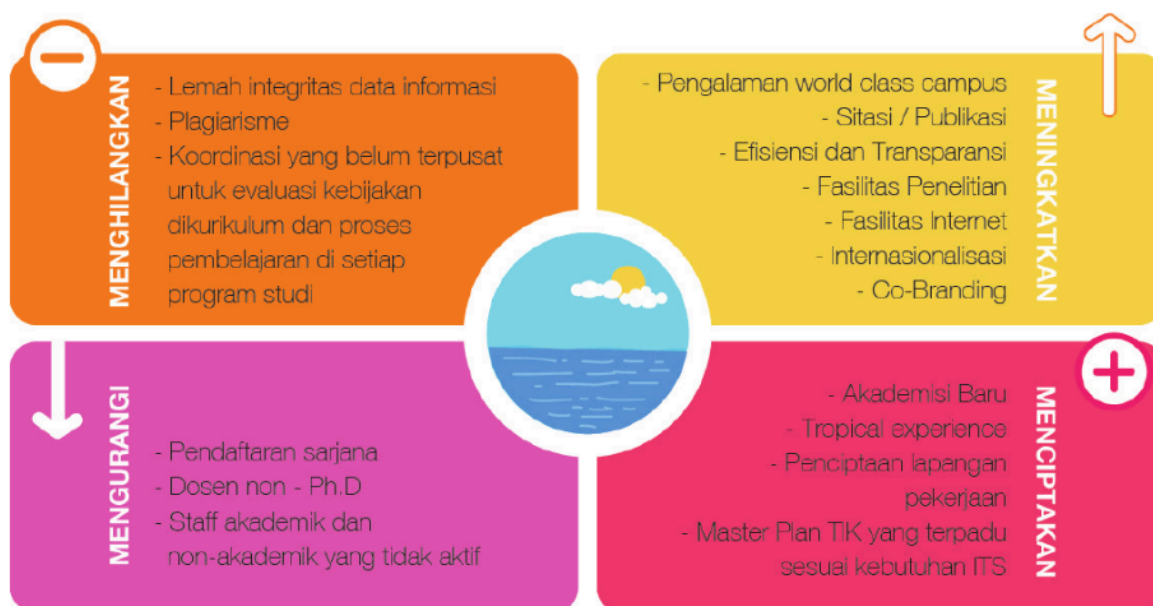 MENGHILANGKAN
- Lemah integritas data informasi
- Plagiarisme
- Koordinasi yang belum terpusat
untuk evaluasi kebijakan
dikurikulum dan proses
pembelajaran di setiap
program studi
MENINGKATKAN
- Pengalaman world class campus
- Sitasi / Publikasi
- Efisiensi dan Transparansi
- Fasilitas Penelitian
- Fasilitas Internet
- Internasionalisasi
- Co-Branding
MENGURANGI
- Pendaftaran sarjana
- Dosen non - Ph.D
- Staff akademik dan
non-akademik yang tidak aktif
MENCIPTAKAN
- Akademisi Baru
- Tropical experience
- Penciptaan lapangan
pekerjaan
- Master Plan TIK yang terpadu
sesuai kebutuhan ITS